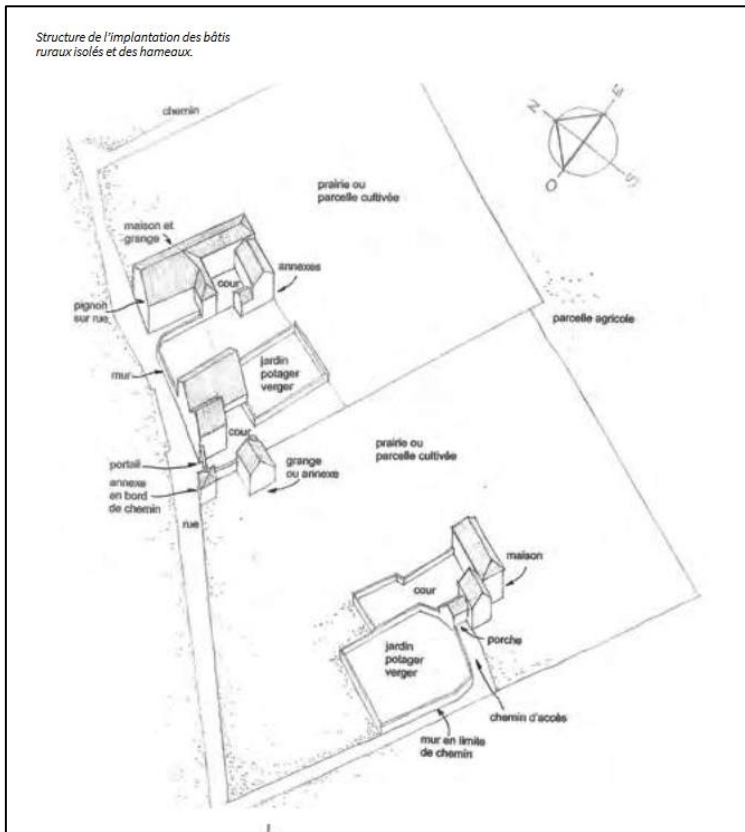 Structure de l'implantation des bâtis
ruraux isolés et des hameaux.
chemin
N
E
O
S
prairie ou
parcelle cultivée
maison et
grange
cour
annexes
pignon
sur rue
parcelle agricole
mur
jardin
potager
verger
cour
prairie ou
parcelle cultivée
portail
grange
ou annexe
annexe
en bord
de chemin
rue
maison
cour
porche
jardin
potager
verger
chemin d'accès
mur en limite
de chemin